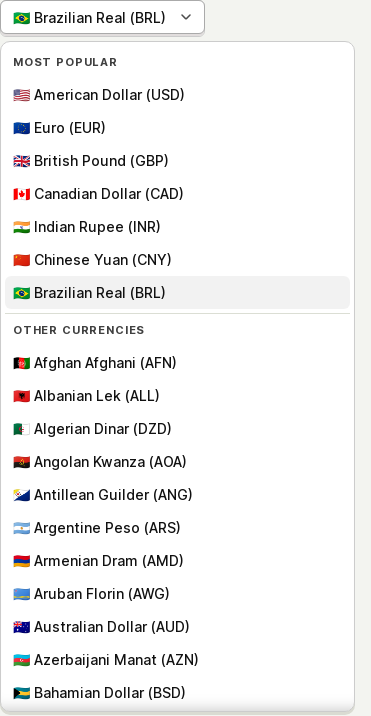 Brazilian Real (BRL)
MOST POPULAR
American Dollar (USD)
Euro (EUR)
British Pound (GBP)
Canadian Dollar (CAD)
Indian Rupee (INR)
Chinese Yuan (CNY)
Brazilian Real (BRL)
OTHER CURRENCIES
Afghan Afghani (AFN)
Albanian Lek (ALL)
Algerian Dinar (DZD)
Angolan Kwanza (AOA)
Antillean Guilder (ANG)
Argentine Peso (ARS)
Armenian Dram (AMD)
Aruban Florin (AWG)
Australian Dollar (AUD)
Azerbaijani Manat (AZN)
Bahamian Dollar (BSD)